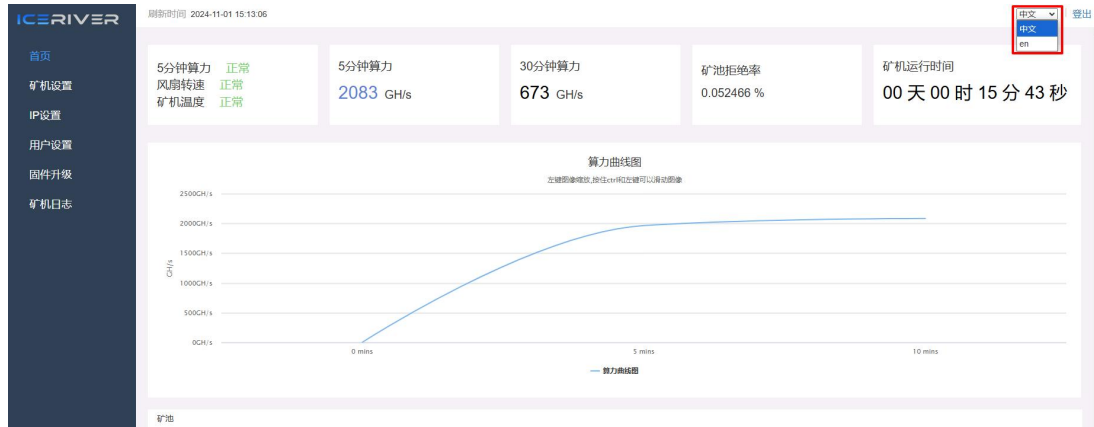 ICERIVER
刷新时间 2024-11-01 15:13:06
中文
登出
中文
en
首页
矿机设置
IP设置
用户设置
固件升级
矿机日志
5分钟算力 正常
风扇转速 正常
矿机温度 正常
5分钟算力
2083 GH/s
30分钟算力
673 GH/s
矿池拒绝率
0.052466 %
矿机运行时间
00 天 00 时 15 分 43 秒
算力曲线图
左键图像缩放,按住ctrl和左键可以滑动图像
2500GH/s
2000GH/s
1500GH/s
1000GH/s
500GH/s
0GH/s
GH/s
0 mins
5 mins
10 mins
算力曲线图
矿池